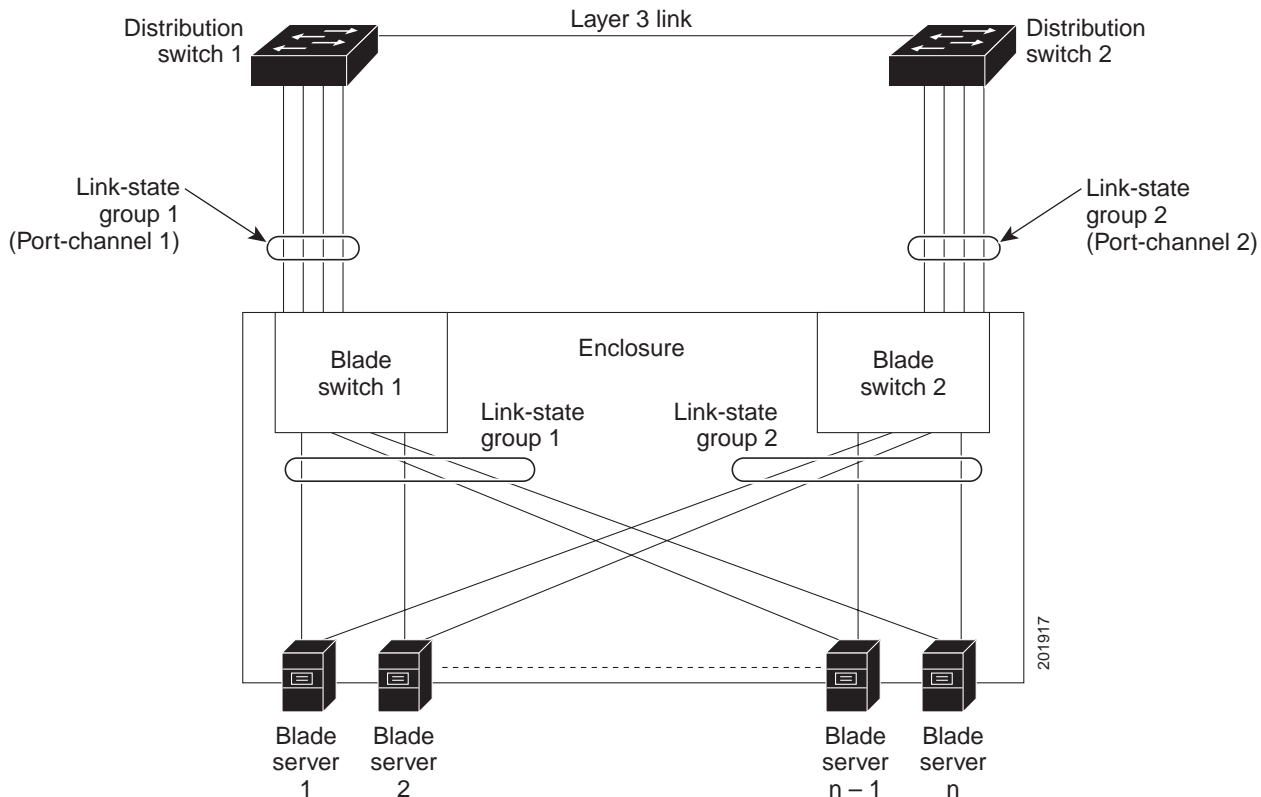 Layer 3 link
Distribution
switch 1
Distribution
switch 2
Link-state
group 1
(Port-channel 1)
Link-state
group 2
(Port-channel 2)
Enclosure
Blade
switch 1
Blade
switch 2
Link-state
group 1
Link-state
group 2
201917
Blade
server
1
Blade
server
2
Blade
server
n – 1
Blade
server
n